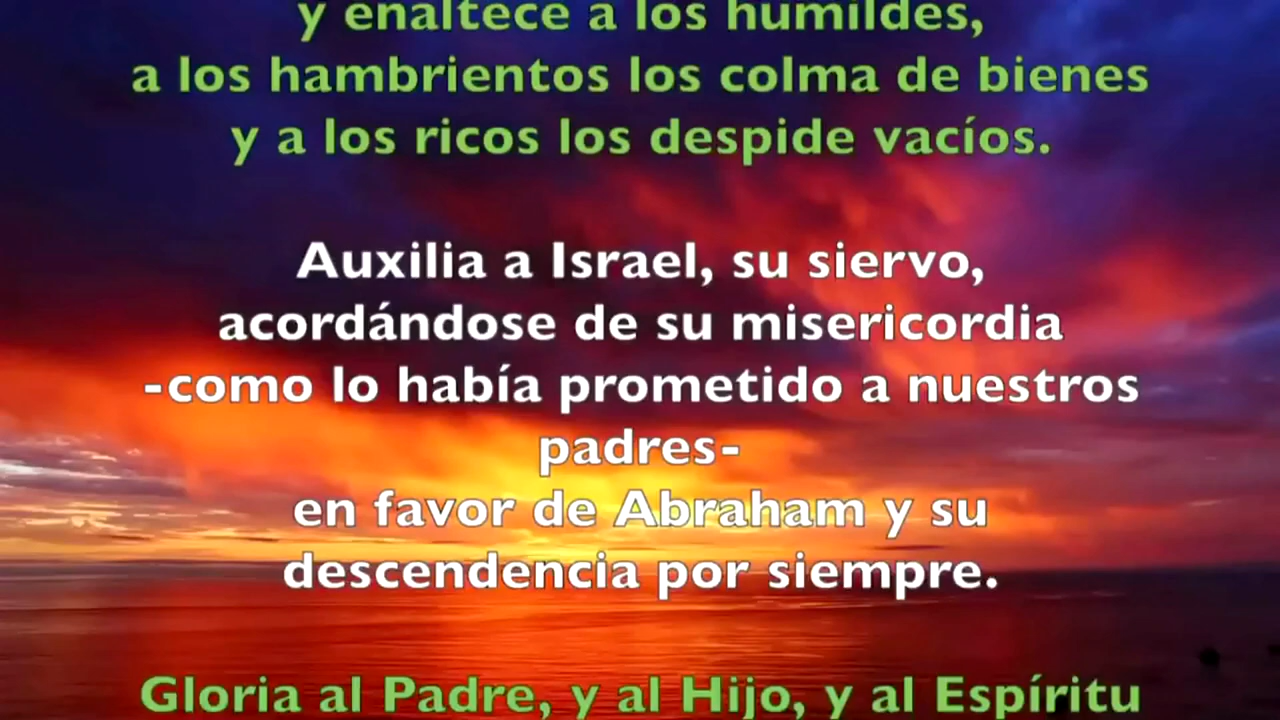 y enaltece a los humildes,
a los hambrientos los colma de bienes
y a los ricos los despide vacíos.
Auxilia a Israel, su siervo,
acordándose de su misericordia
-como lo había prometido a nuestros
padres-
en favor de Abraham y su
descendencia por siempre.
Gloria al Padre, y al Hijo, y al Espíritu